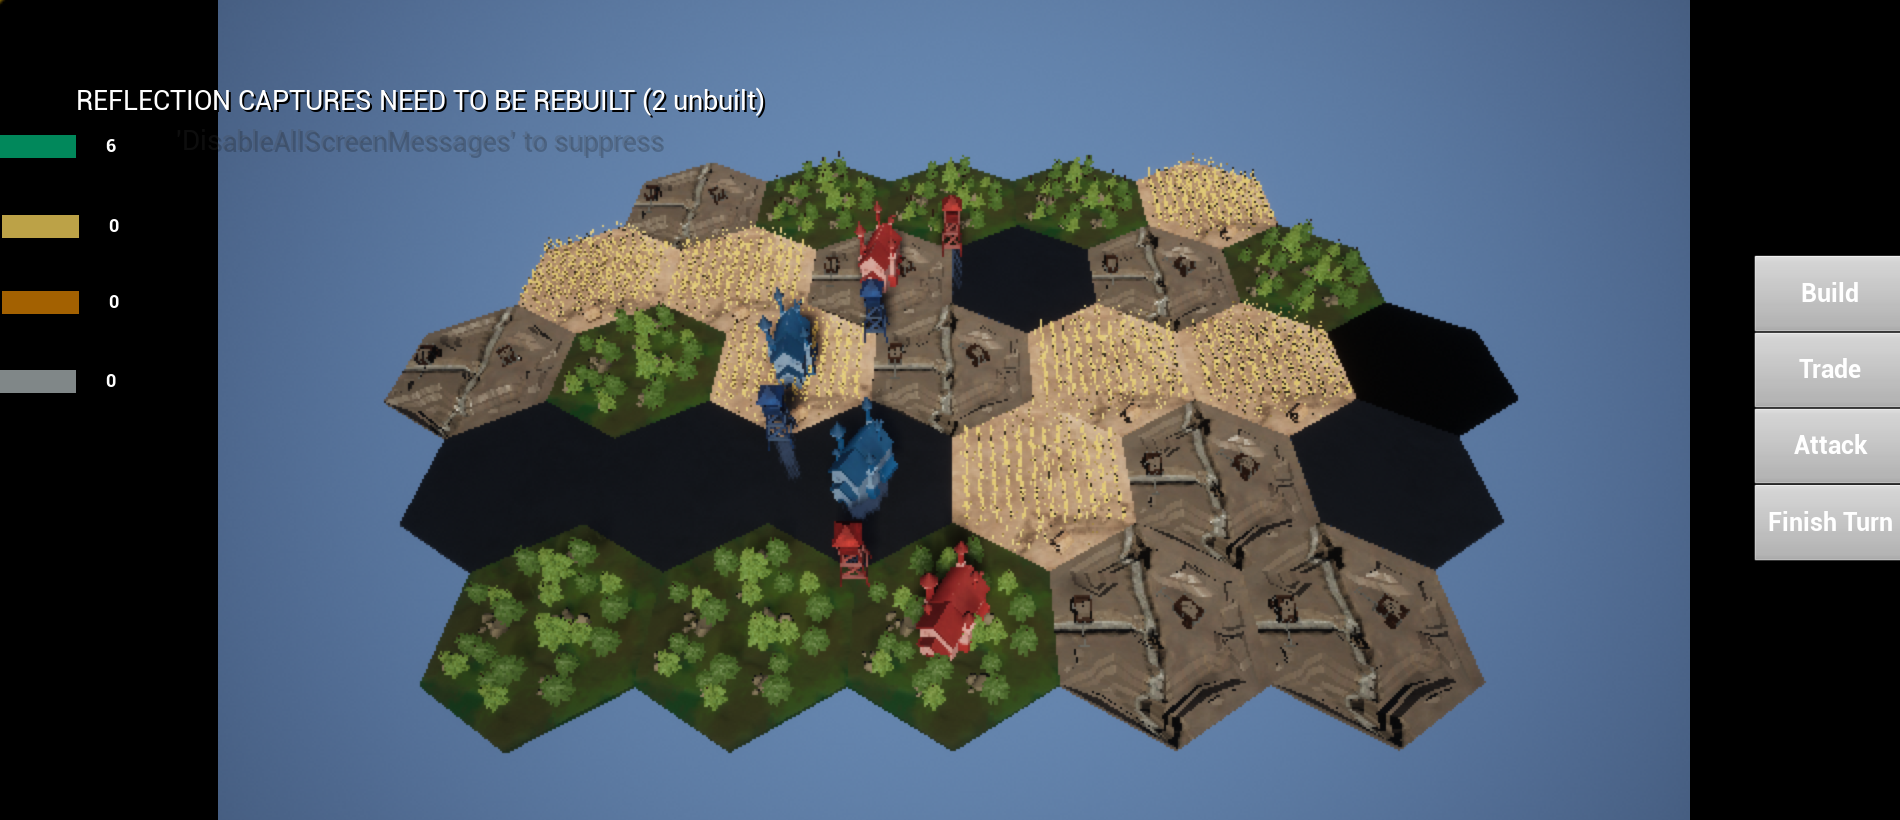 REFLECTION CAPTURES NEED TO BE REBUILT (2 unbuilt)
'DisableAllScreenMessages' to suppress
6
0
0
0
Build
Trade
Attack
Finish Turn